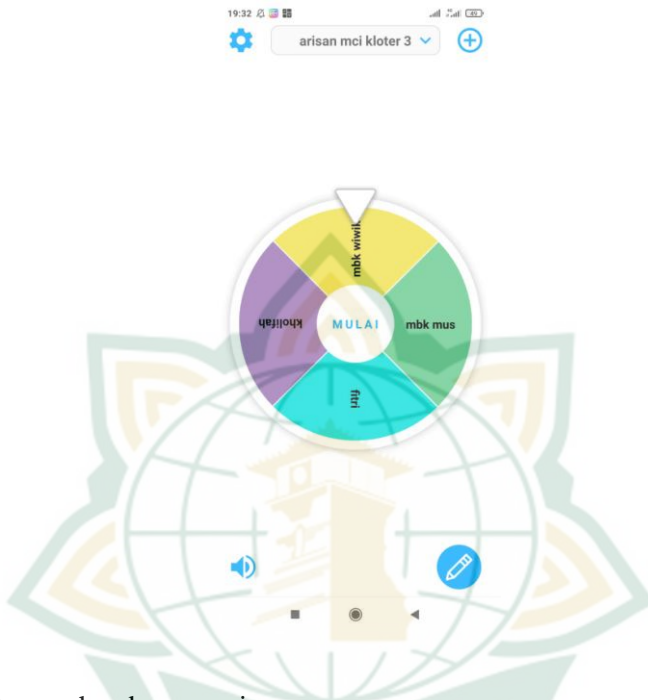 19:32
arisan mci kloter 3
mbk wiwik
kholifah
MULAI
mbk mus
fitri